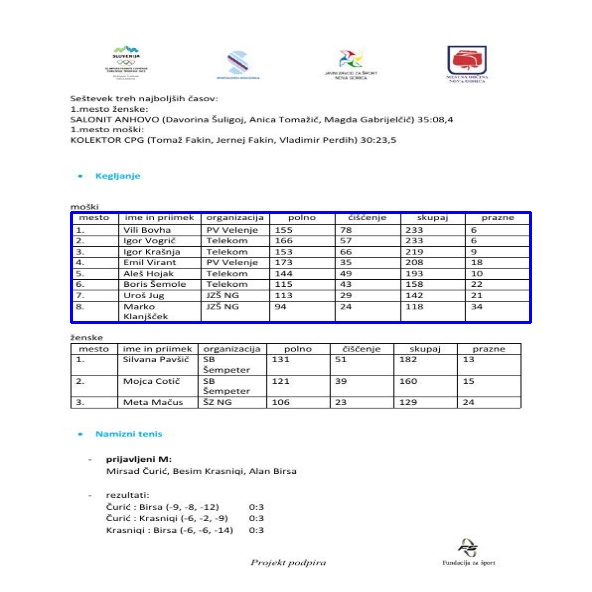 SLOVENIJA
JAVNI ZAVOD ZA ŠPORT
NOVA GORICA
MESTNA OBČINA
NOVA GORICA
Seštevek treh najboljših časov:
1.mesto ženske:
SALONIT ANHOVO (Davorina Šuligoj, Anica Tomažič, Magda Gabrijelčič) 35:08,4
1.mesto moški:
KOLEKTOR CPG (Tomaž Fakin, Jernej Fakin, Vladimir Perdih) 30:23,5
• Kegljanje
moški
mesto ime in priimek organizacija polno čiščenje skupaj prazne
1. Vili Bovha PV Velenje 155 78 233 6
2. Igor Vogrič Telekom 166 57 233 6
3. Igor Krašnja Telekom 153 66 219 9
4. Emil Virant PV Velenje 173 35 208 18
5. Aleš Hojak Telekom 144 49 193 10
6. Boris Šemole Telekom 115 43 158 22
7. Uroš Jug JZŠ NG 113 29 142 21
8. Marko JZŠ NG 94 24 118 34
Klanjšček
ženske
mesto ime in priimek organizacija polno čiščenje skupaj prazne
1. Silvana Pavšič SB 131 51 182 13
Šempeter
2. Mojca Cotič SB 121 39 160 15
Šempeter
3. Meta Mačus ŠZ NG 106 23 129 24
• Namizni tenis
- prijavljeni M:
Mirsad Ćurić, Besim Krasniqi, Alan Birsa
- rezultati:
Ćurić : Birsa (-9, -8, -12) 0:3
Ćurić : Krasniqi (-6, -2, -9) 0:3
Krasniqi : Birsa (-6, -6, -14) 0:3
Projekt podpira
Fundacija za šport